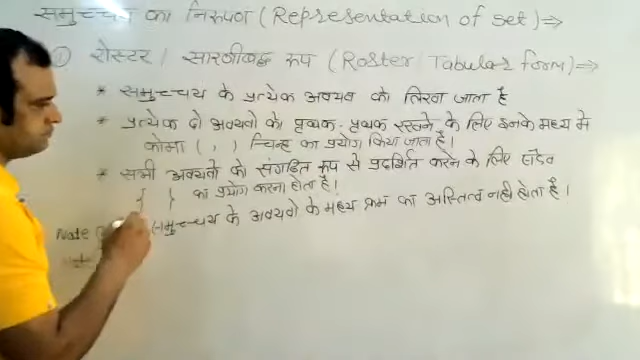 समुच्चय का निरुपण (Representation of set) ⇒
① रोस्टर / सारणीबद्ध रूप (Roster / Tabular form) ⇒
* समुच्चय के प्रत्येक अवयव को लिखा जाता है
* प्रत्येक दो अवयवो को पृथक-पृथक रखने के लिए इनके मध्य मे
कोमा ( , ) चिन्ह का प्रयोग किया जाता है।
* सभी अवयवो को संगठित रूप से प्रदर्शित करने के लिए सदैव
{ } का प्रयोग करना होता है।
Note समुच्चय के अवयवो के मध्य क्रम का अस्तित्व नही होता है।